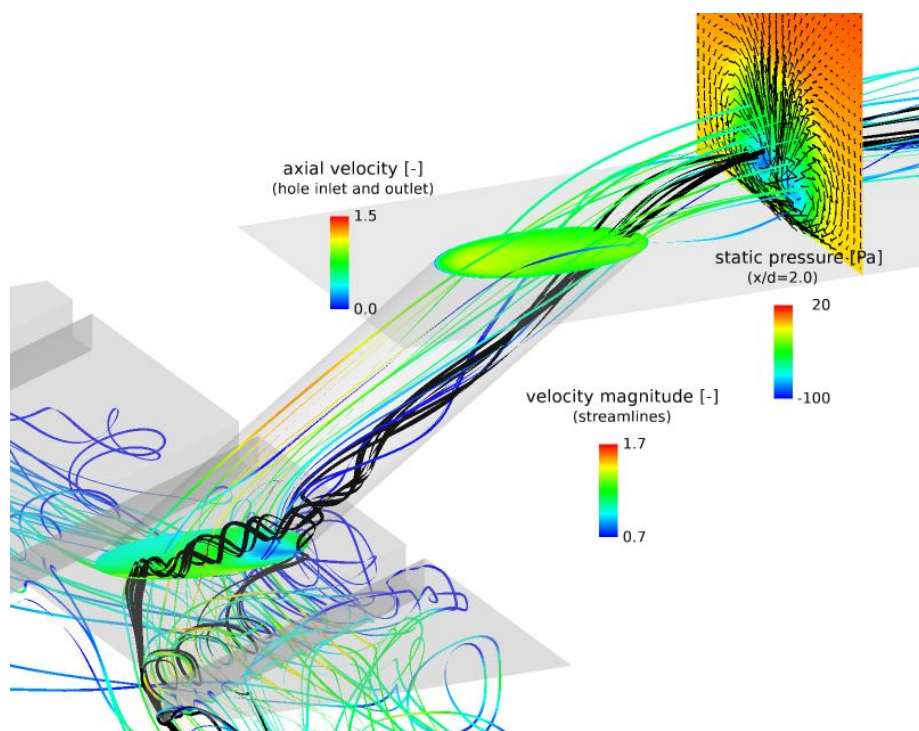 axial velocity [-]
(hole inlet and outlet)
1.5
0.0
static pressure [Pa]
(x/d=2.0)
20
-100
velocity magnitude [-]
(streamlines)
1.7
0.7